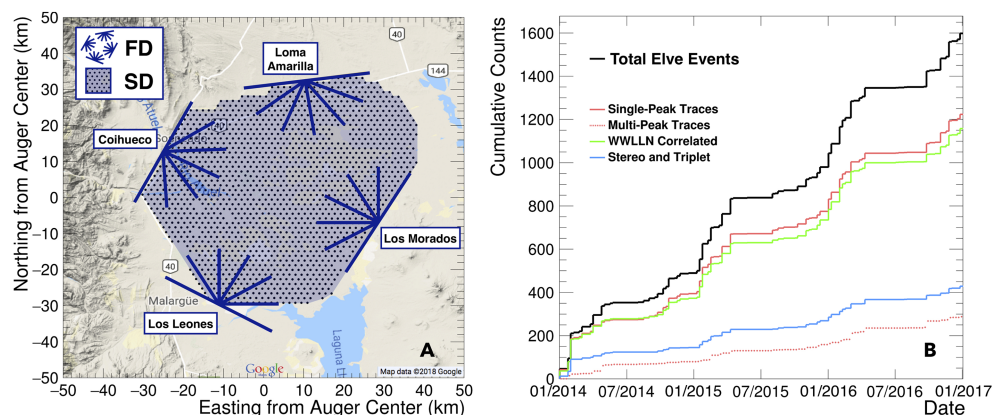 50
40
30
20
10
0
−10
−20
−30
−40
−50
Northing from Auger Center (km)
FD
SD
Loma
Amarilla
40
144
Coihueco
40
Los Morados
40
Malargüe
Los Leones
Google
A
Map data ©2018 Google
−50 −40 −30 −20 −10 0 10 20 30 40 50
Easting from Auger Center (km)
Cumulative Counts
1600
1400
1200
1000
800
600
400
200
0
Total Elve Events
Single-Peak Traces
Multi-Peak Traces
WWLLN Correlated
Stereo and Triplet
B
01/2014 07/2014 01/2015 07/2015 01/2016 07/2016 01/2017
Date